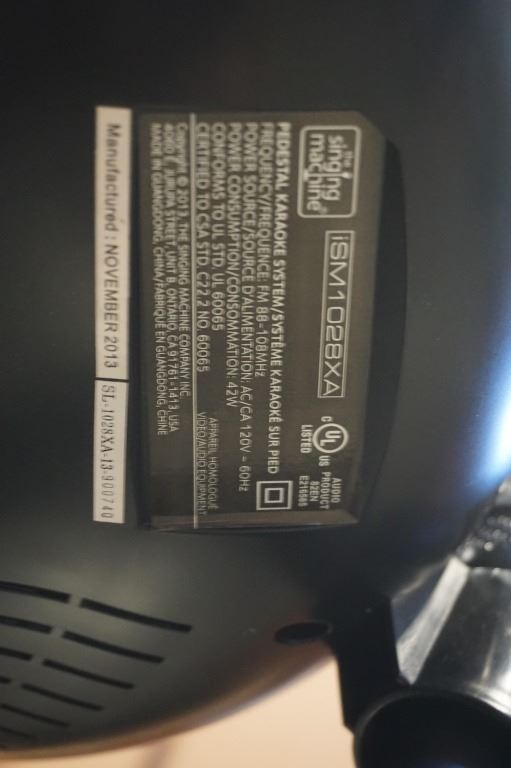 the
singing
machine®
iSM1028XA
UL
C US
LISTED
AUDIO
PRODUCT
82EN
E216585
PEDESTAL KARAOKE SYSTEM/SYSTÈME KARAOKÉ SUR PIED
FREQUENCY/FRÉQUENCE: FM 88-108MHz
POWER SOURCE/SOURCE D'ALIMENTATION: AC/CA 120V ~ 60Hz
POWER CONSUMPTION/CONSOMMATION: 42W
CONFORMS TO UL STD. UL 60065
CERTIFIED TO CSA STD. C22.2 NO. 60065
APPAREIL HOMOLOGUÉ
VIDEO/AUDIO EQUIPMENT
Copyright © 2013, THE SINGING MACHINE COMPANY INC.
4060 E. JURUPA STREET, UNIT B, ONTARIO, CA 91761-1413, USA
MADE IN GUANGDONG, CHINA/FABRIQUÉ EN GUANGDONG, CHINE
Manufactured : NOVEMBER 2013
SL-1028XA-13-900740